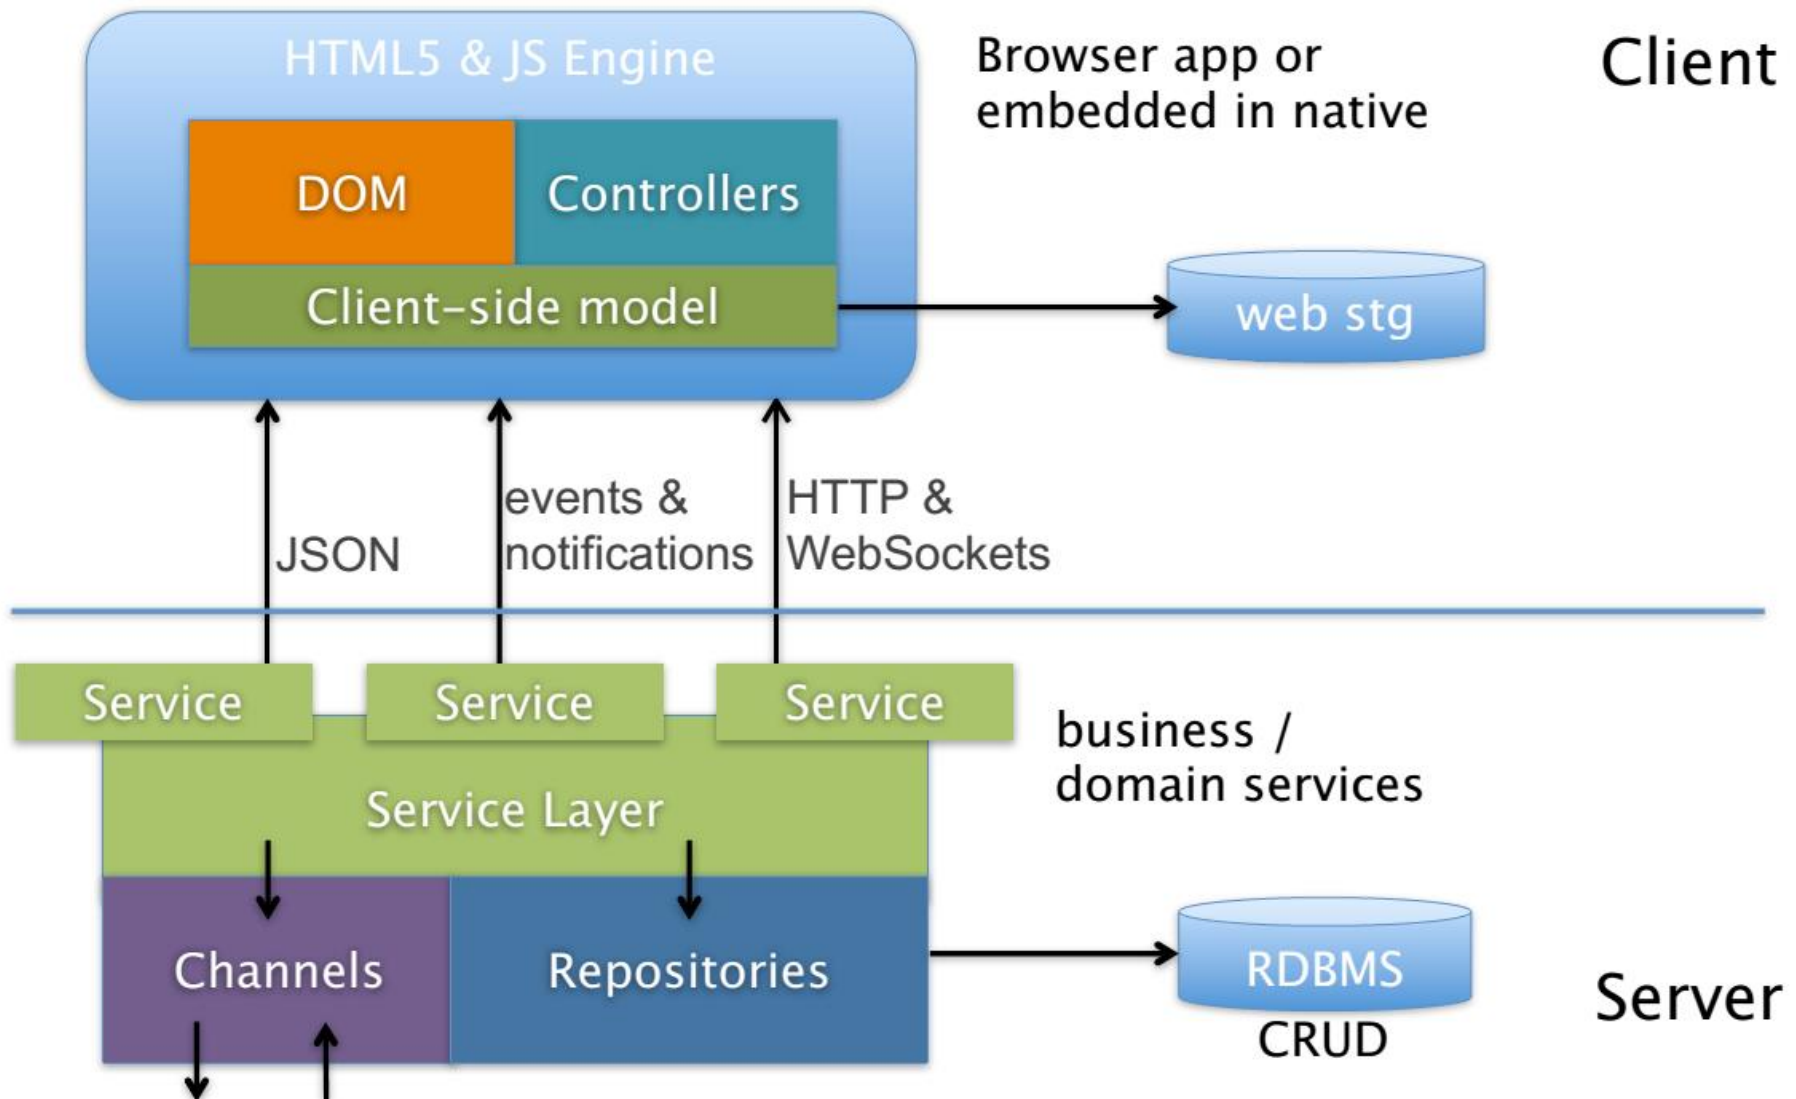 HTML5 & JS Engine
Browser app or
embedded in native
Client
DOM
Controllers
Client-side model
web stg
JSON
events &
notifications
HTTP &
WebSockets
Service
Service
Service
business /
domain services
Service Layer
Channels
Repositories
RDBMS
CRUD
Server